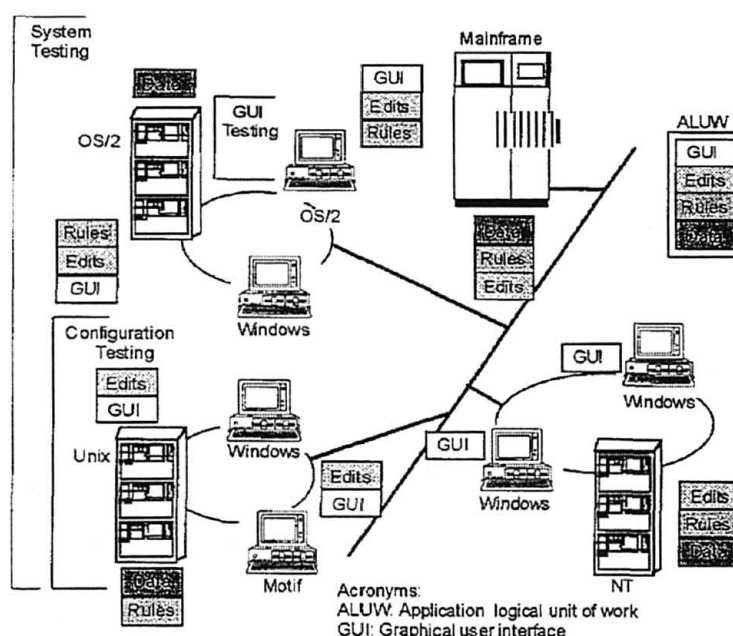 System
Testing
Data
OS/2
GUI
Testing
GUI
Edits
Rules
OS/2
Rules
Edits
GUI
Windows
Mainframe
Data
Rules
Edits
ALUW
GUI
Edits
Rules
Data
Configuration
Testing
Edits
GUI
Unix
Windows
Edits
GUI
Motif
Data
Rules
GUI
Windows
GUI
Windows
Edits
Rules
Data
NT
Acronyms:
ALUW: Application logical unit of work
GUI: Graphical user interface